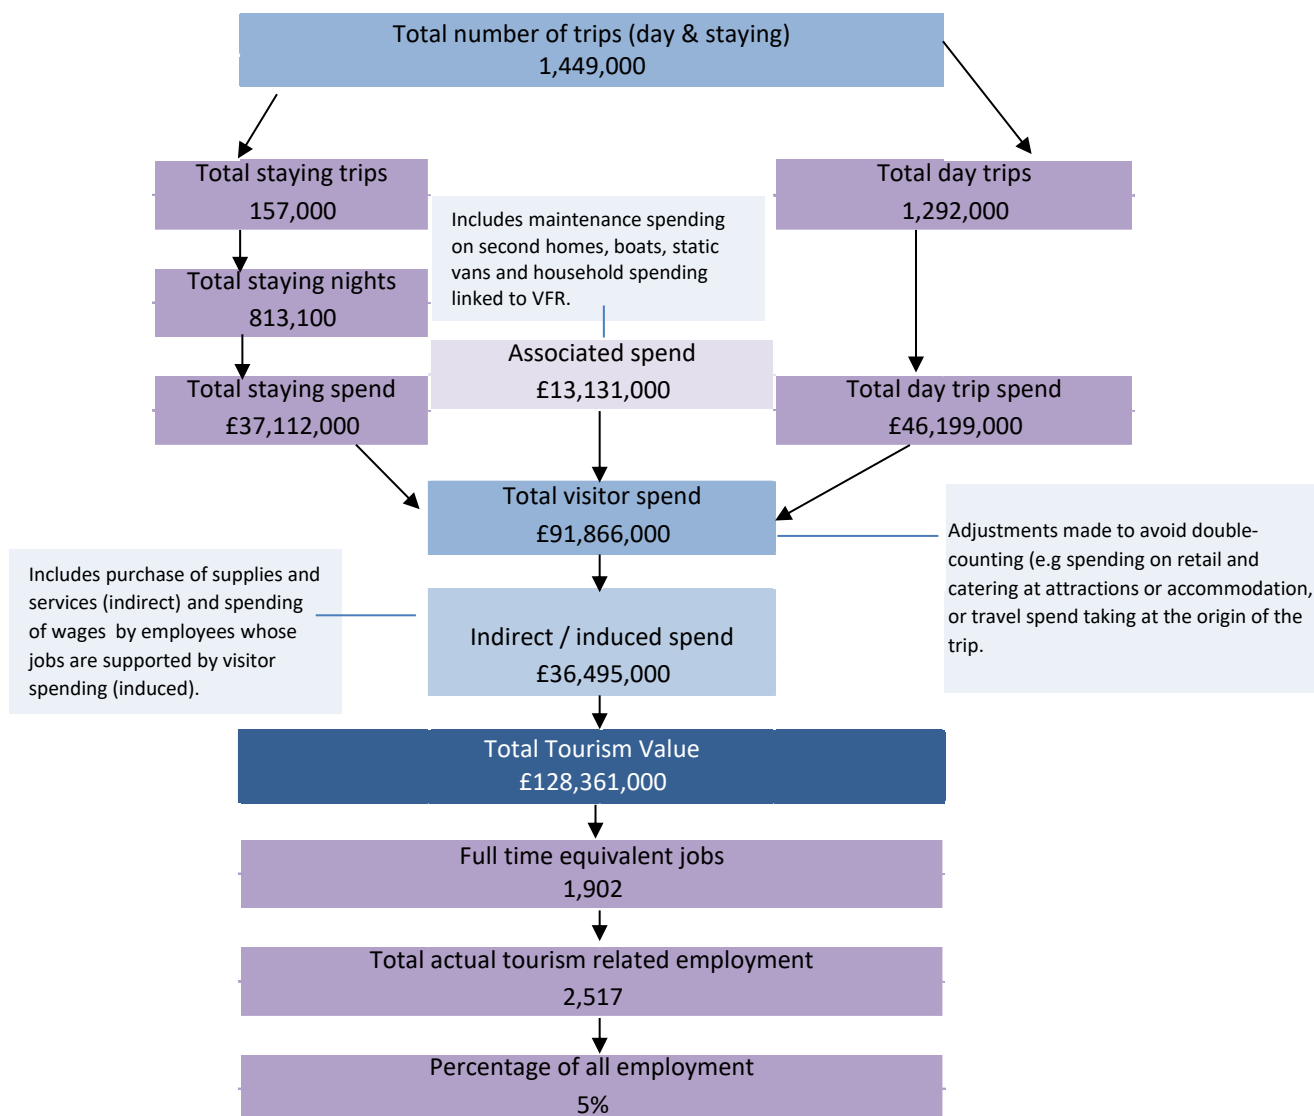 Total number of trips (day & staying)
1,449,000
Total staying trips
157,000
Total day trips
1,292,000
Includes maintenance spending
on second homes, boats, static
vans and household spending
linked to VFR.
Total staying nights
813,100
Associated spend
£13,131,000
Total staying spend
£37,112,000
Total day trip spend
£46,199,000
Total visitor spend
£91,866,000
Adjustments made to avoid double-
counting (e.g spending on retail and
catering at attractions or accommodation,
or travel spend taking at the origin of the
trip.
Includes purchase of supplies and
services (indirect) and spending
of wages by employees whose
jobs are supported by visitor
spending (induced).
Indirect / induced spend
£36,495,000
Total Tourism Value
£128,361,000
Full time equivalent jobs
1,902
Total actual tourism related employment
2,517
Percentage of all employment
5%